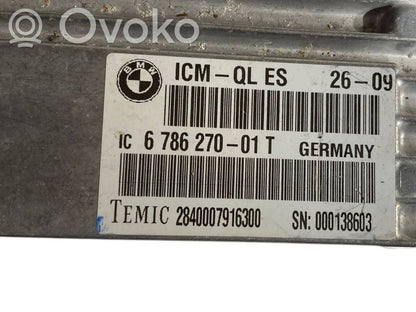 Ovoko
BMW
ICM-QL ES 26-09
IC 6 786 270-01 T GERMANY
TEMIC 2840007916300 SN: 000138603